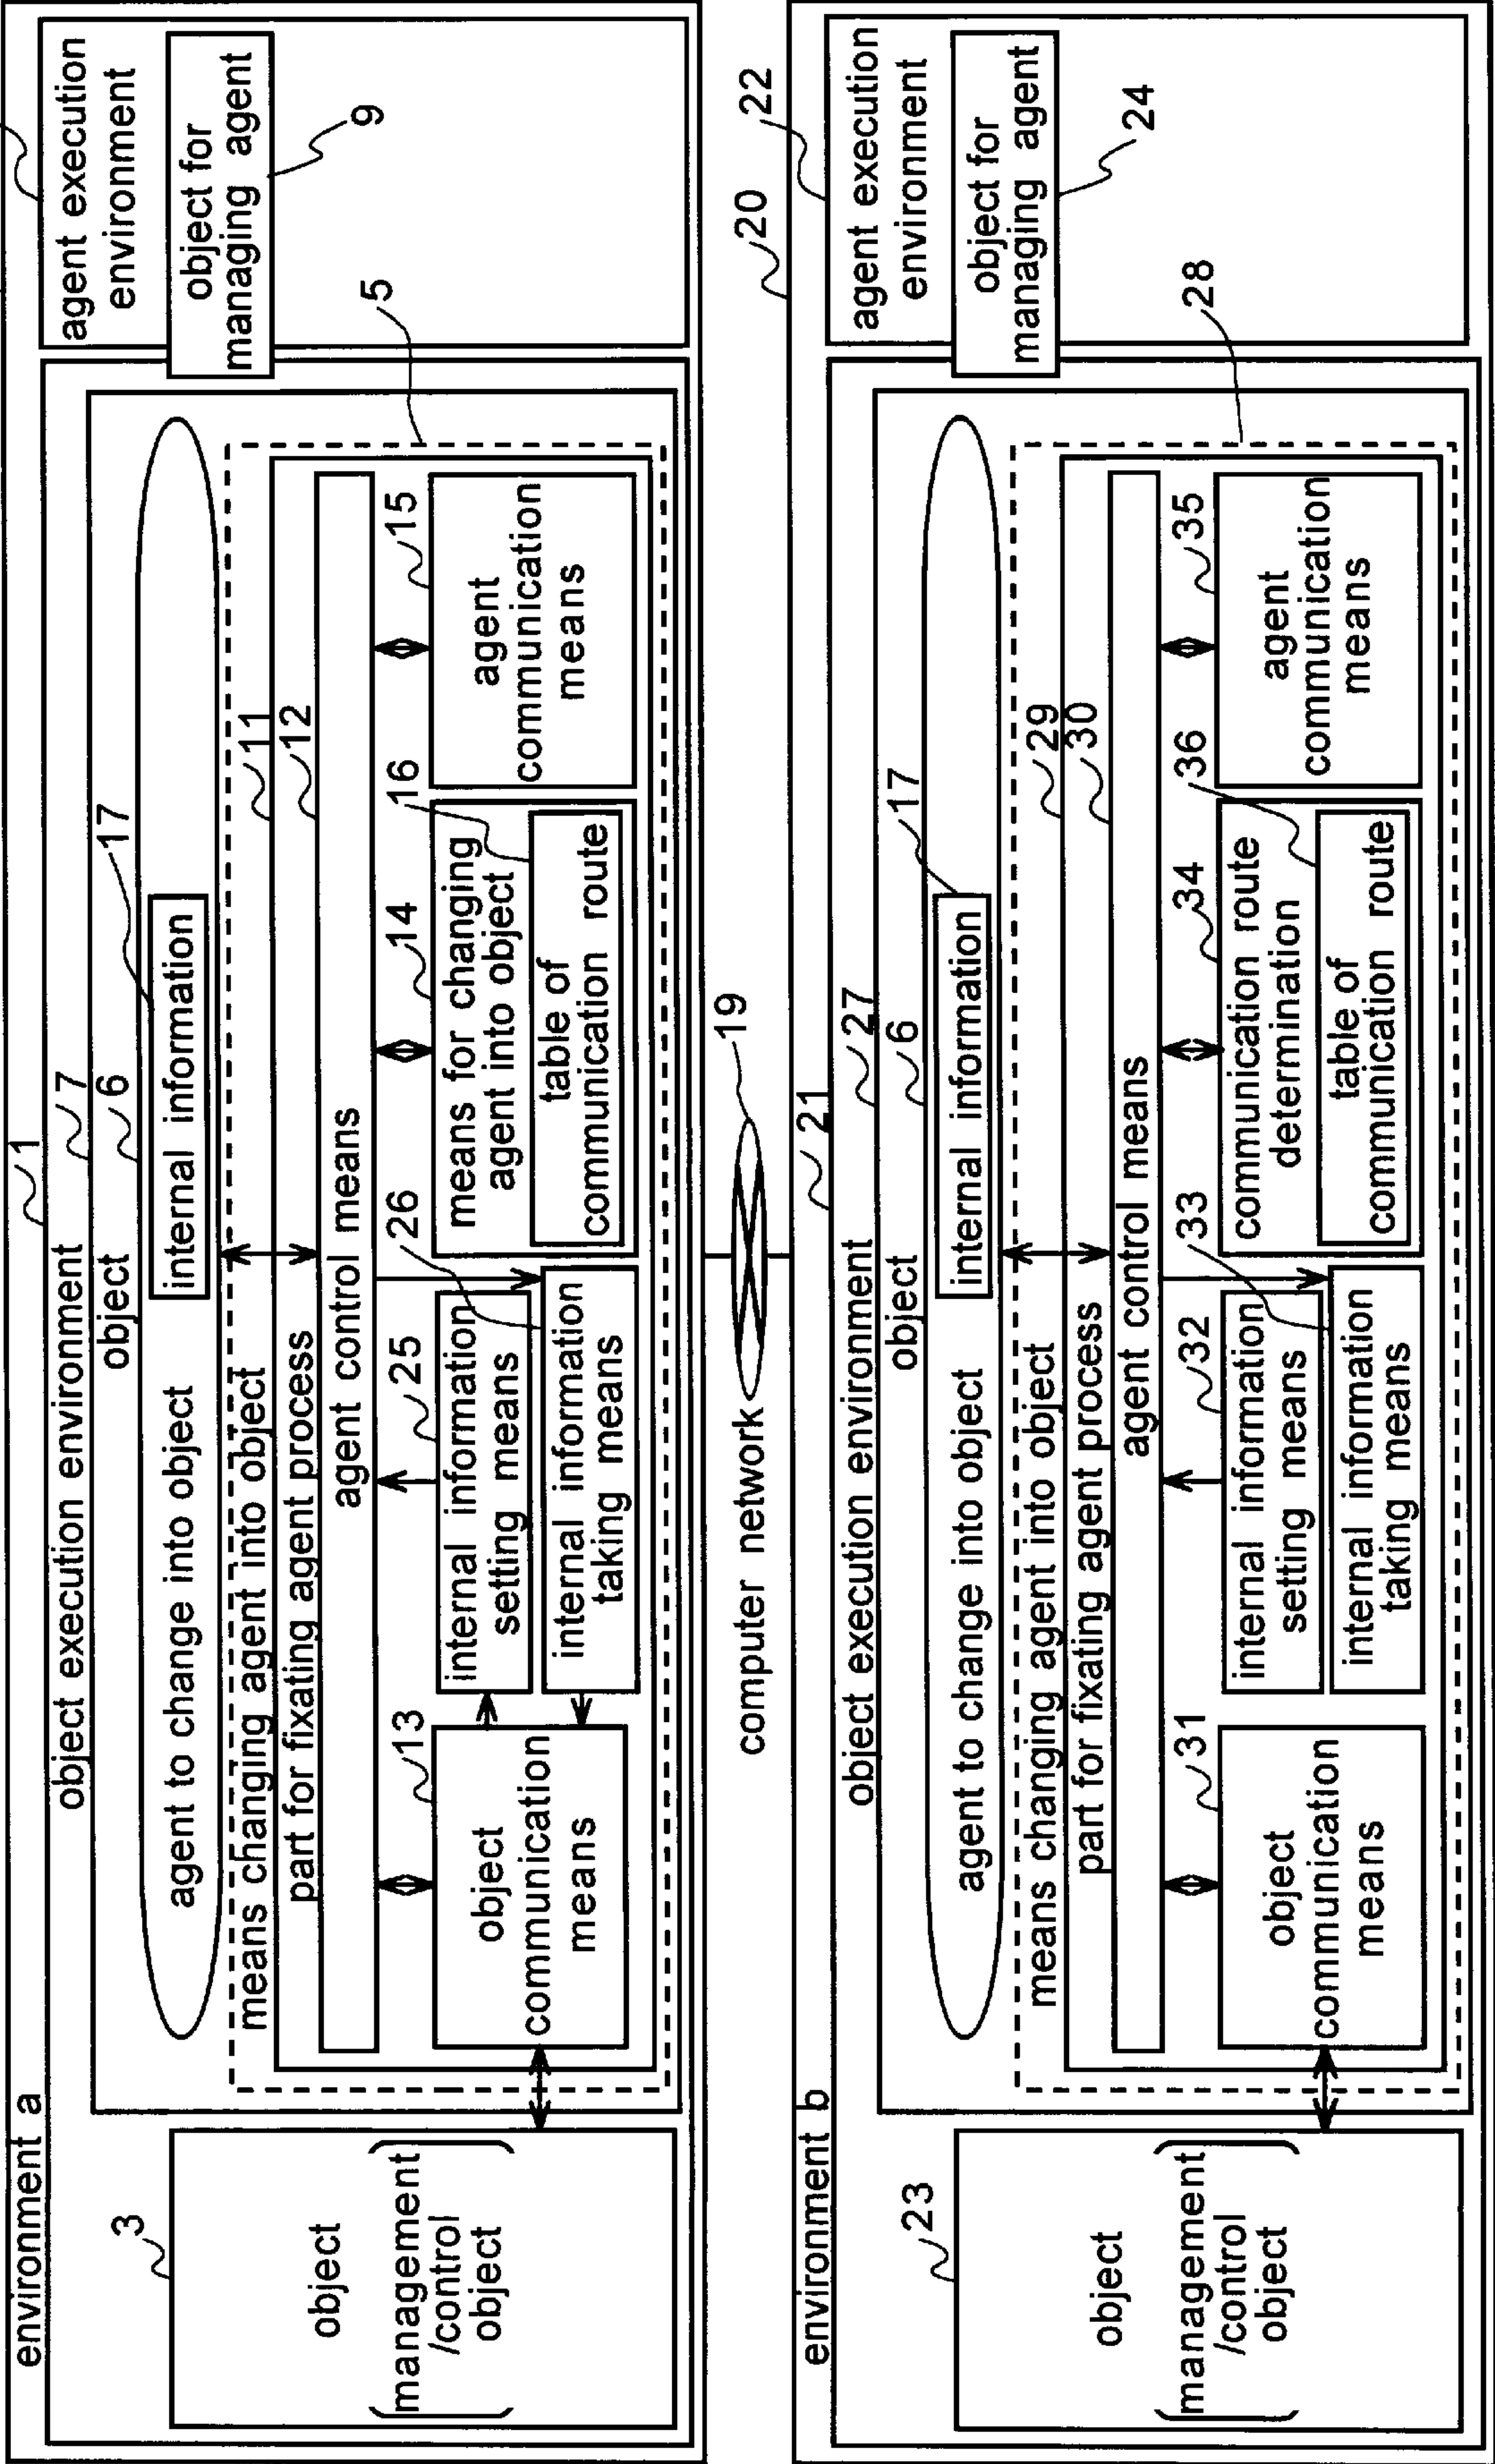 environment a
1
object execution environment
7
object
6
agent to change into object
internal information
17
means changing agent into object
part for fixating agent process
11
agent control means
12
3
object
(management
/control
object)
13
object
communication
means
25
internal information
setting means
26
internal information
taking means
14
means for changing
agent into object
16
table of
communication route
15
agent
communication
means
5
agent execution
environment
object for
managing agent
9
computer network
19
20
environment b
21
object execution environment
27
object
6
agent to change into object
internal information
17
means changing agent into object
part for fixating agent process
29
agent control means
30
23
object
(management
/control
object)
31
object
communication
means
32
internal information
setting means
33
internal information
taking means
34
communication route
determination
36
table of
communication route
35
agent
communication
means
28
22
agent execution
environment
object for
managing agent
24